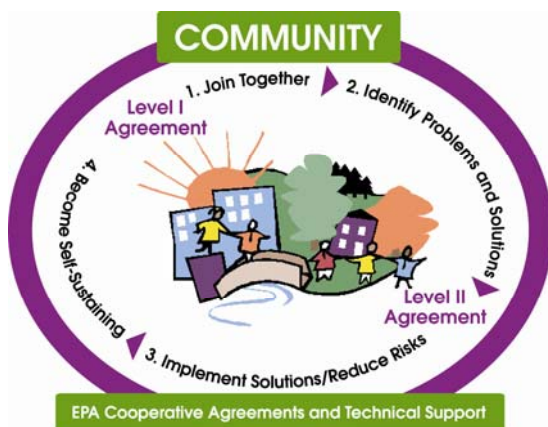 COMMUNITY
1. Join Together
2. Identify Problems and Solutions
Level I
Agreement
4. Become Self-Sustaining
Level II
Agreement
3. Implement Solutions/Reduce Risks
EPA Cooperative Agreements and Technical Support